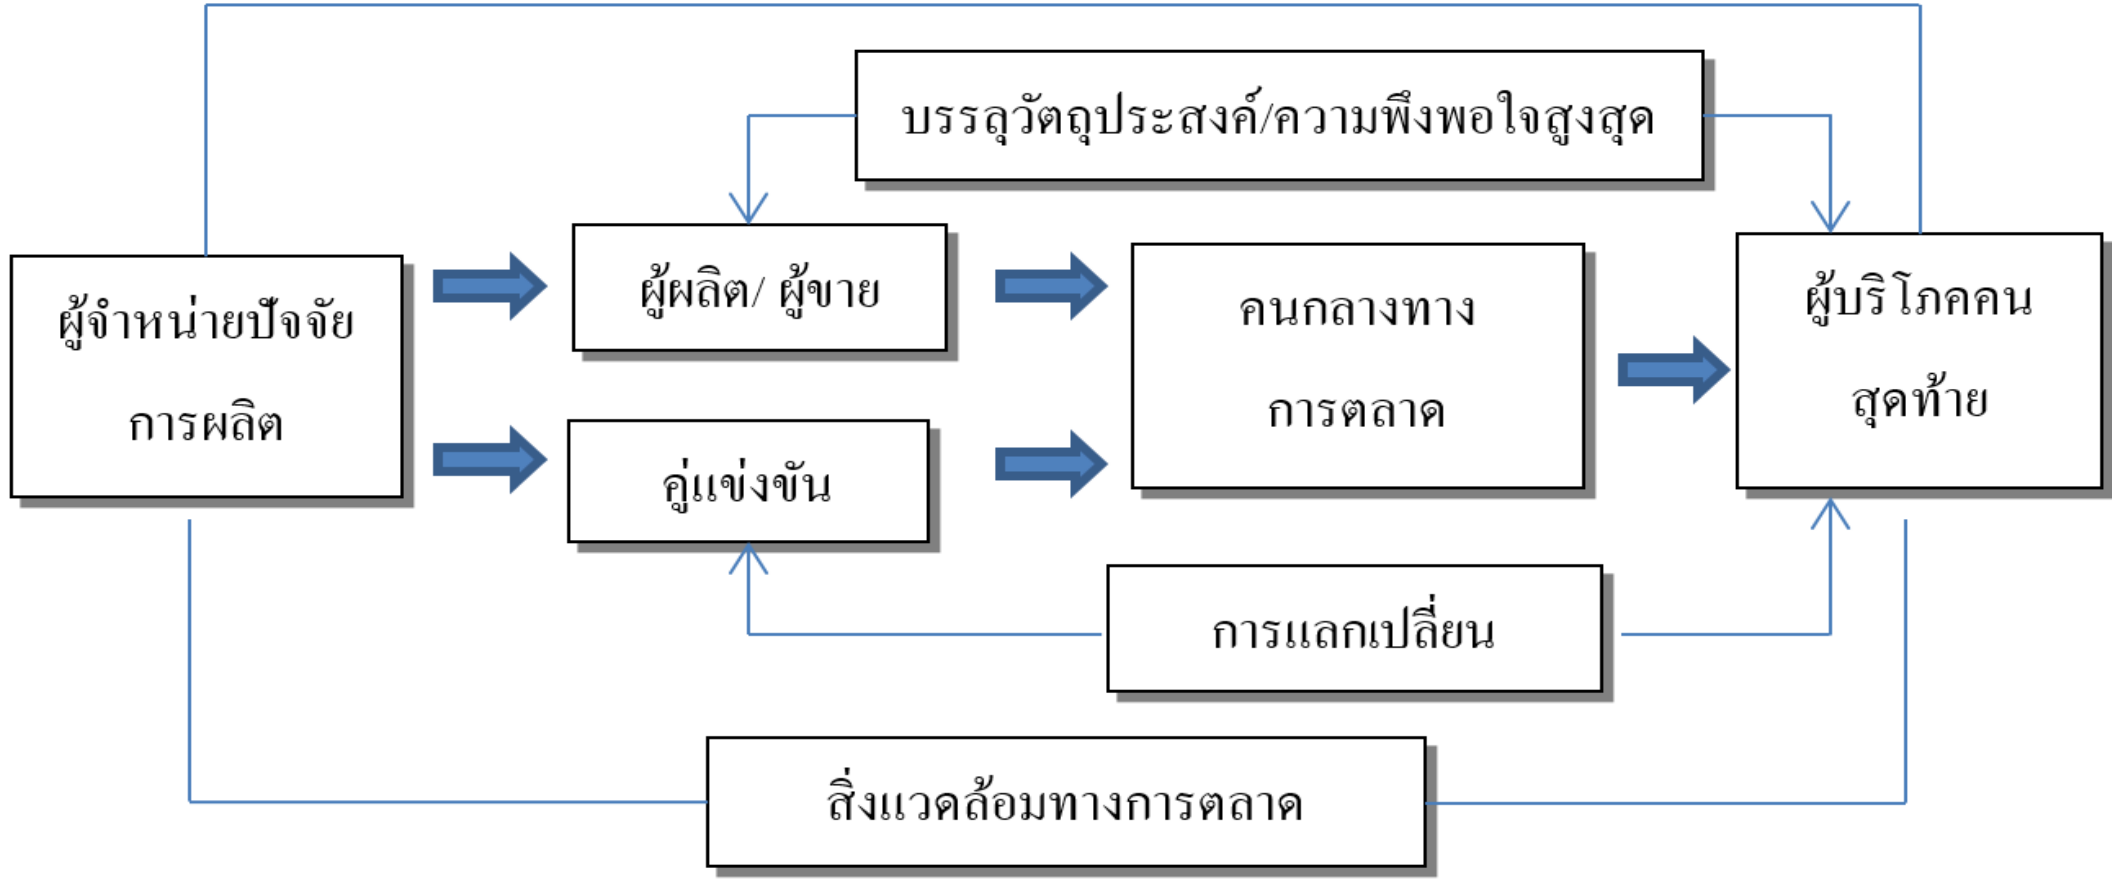 บรรลุวัตถุประสงค์/ความพึงพอใจสูงสุด
ผู้จำหน่ายปัจจัย
การผลิต
ผู้ผลิต/ ผู้ขาย
คู่แข่งขัน
คนกลางทาง
การตลาด
ผู้บริโภคคน
สุดท้าย
การแลกเปลี่ยน
สิ่งแวดล้อมทางการตลาด